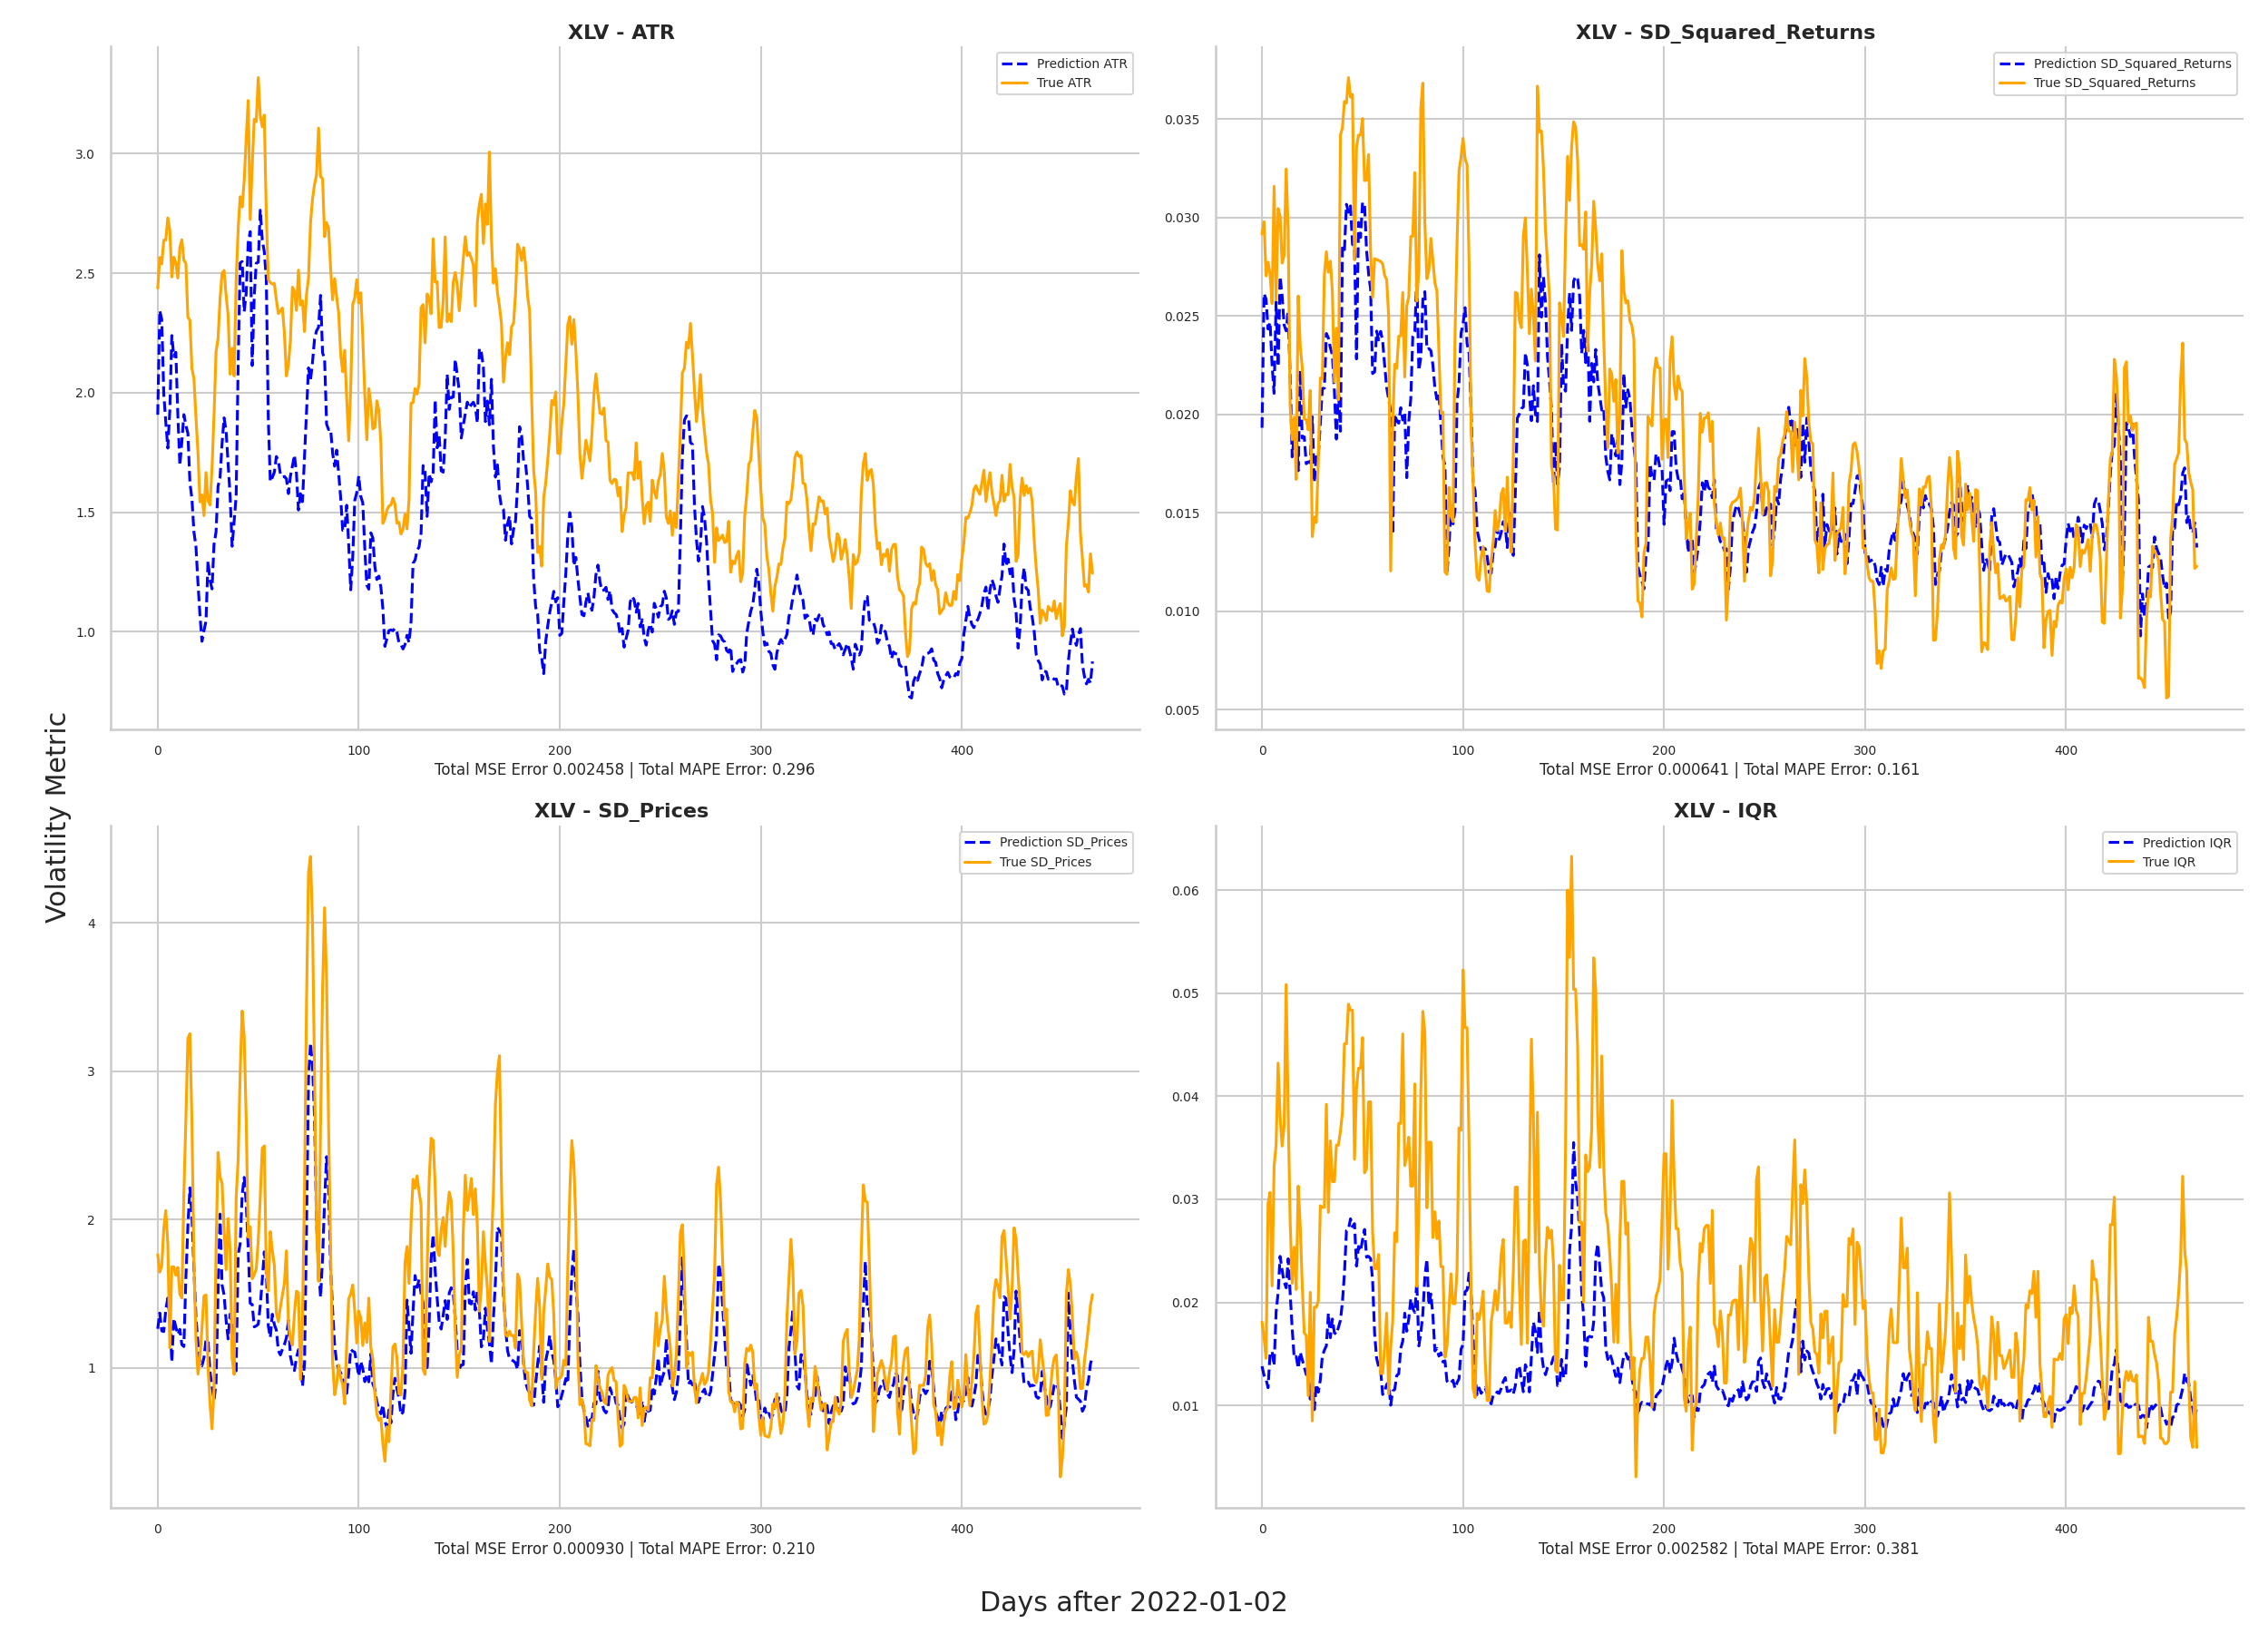 XLV - ATR
Prediction ATR
True ATR
3.0
2.5
2.0
1.5
1.0
0 100 200 300 400
Total MSE Error 0.002458 | Total MAPE Error: 0.296
XLV - SD_Squared_Returns
Prediction SD_Squared_Returns
True SD_Squared_Returns
0.035
0.030
0.025
0.020
0.015
0.010
0.005
0 100 200 300 400
Total MSE Error 0.000641 | Total MAPE Error: 0.161
Volatility Metric
XLV - SD_Prices
Prediction SD_Prices
True SD_Prices
4
3
2
1
0 100 200 300 400
Total MSE Error 0.000930 | Total MAPE Error: 0.210
XLV - IQR
Prediction IQR
True IQR
0.06
0.05
0.04
0.03
0.02
0.01
0 100 200 300 400
Total MSE Error 0.002582 | Total MAPE Error: 0.381
Days after 2022-01-02